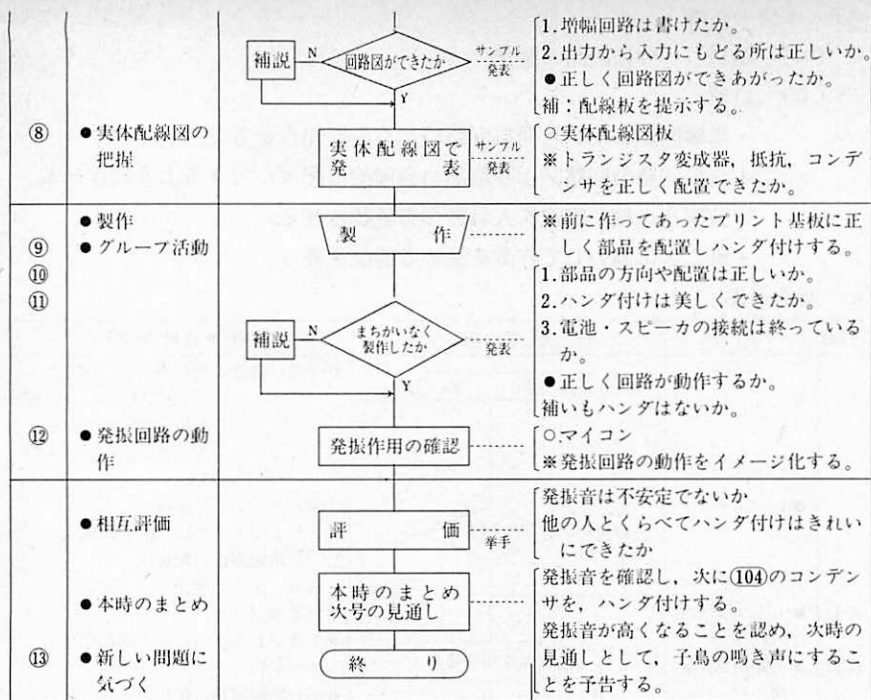 1.増幅回路は書けたか。
補説 N 回路図ができたか サンプル 発表
2.出力から入力にもどる所は正しいか。
●正しく回路図ができあがったか。
Y
補：配線板を提示する。
⑧ ●実体配線図の
把握
実体配線図で
発表
サンプル
発表
○実体配線図板
※トランジスタ変成器，抵抗，コンデ
ンサを正しく配置できたか。
●製作
⑨ ●グループ活動
⑩
⑪
製作
※前に作ってあったプリント基板に正
しく部品を配置しハンダ付けする。
1.部品の方向や配置は正しいか。
2.ハンダ付けは美しくできたか。
補説 N まちがいなく
製作したか
発表
Y
3.電池・スピーカの接続は終っている
か。
●正しく回路が動作するか。
補いもハンダはないか。
⑫ ●発振回路の動
作
発振作用の確認
○マイコン
※発振回路の動作をイメージ化する。
●相互評価
評価
挙手
発振音は不安定でないか
他の人とくらべてハンダ付けはきれい
にできたか
●本時のまとめ
本時のまとめ
次号の見通し
発振音を確認し，次に(104)のコンデン
サを，ハンダ付けする。
⑬ ●新しい問題に
気づく
終り
発振音が高くなることを認め，次時の
見通しとして，子鳥の鳴き声にするこ
とを予告する。